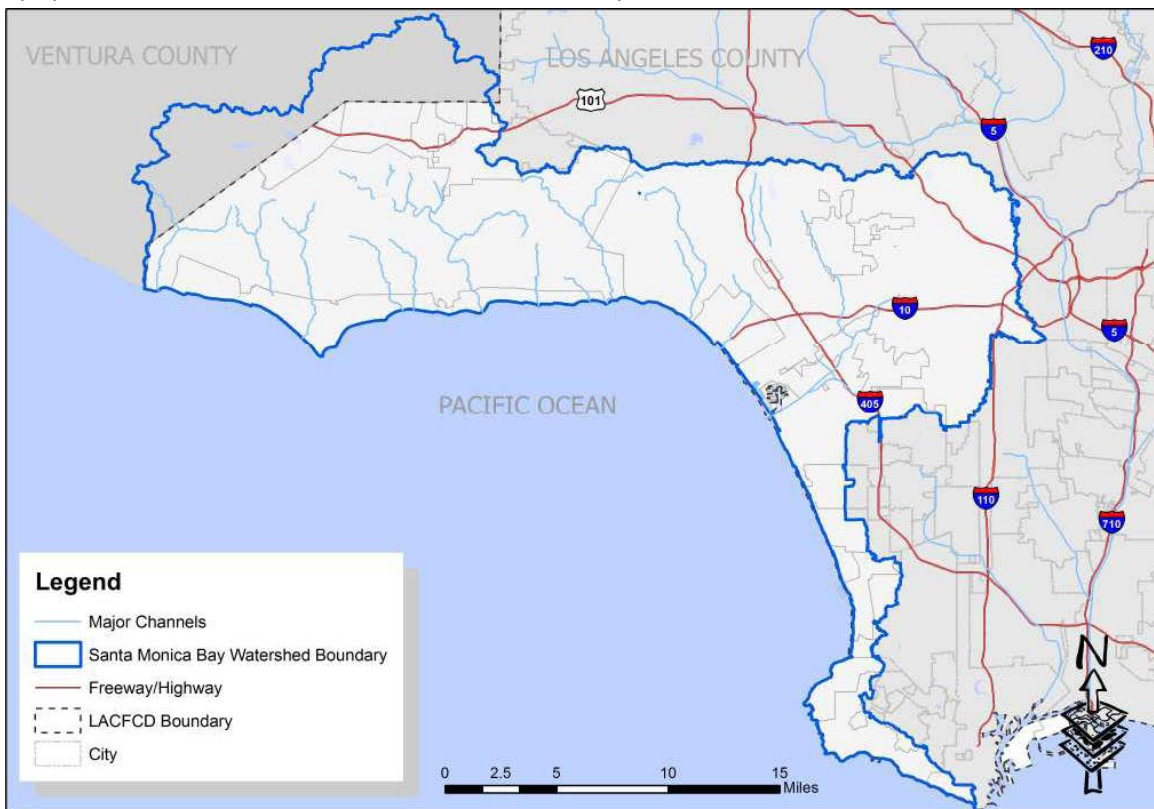 VENTURA COUNTY
LOS ANGELES COUNTY
210
101
5
10
5
PACIFIC OCEAN
405
110
710
Legend
Major Channels
Santa Monica Bay Watershed Boundary
Freeway/Highway
LACFCD Boundary
City
0 2.5 5 10 15
Miles
N